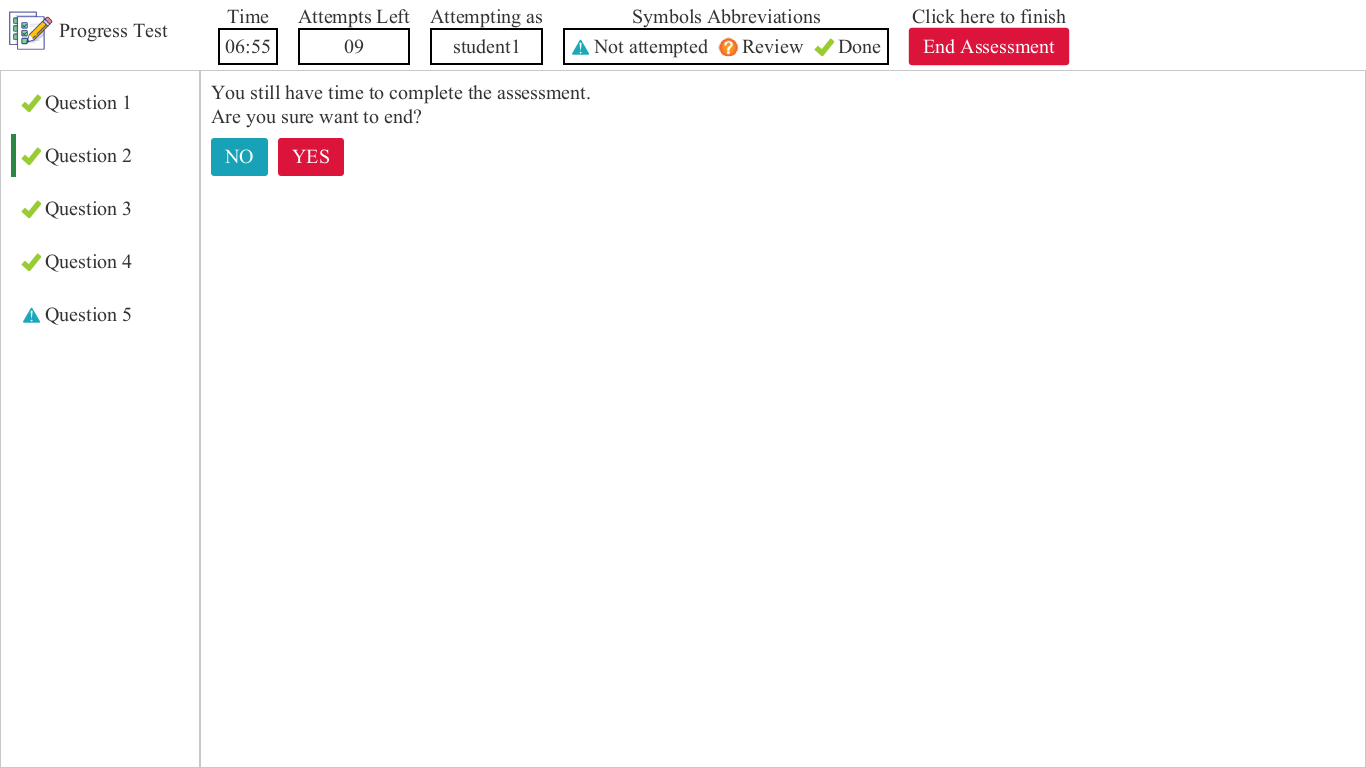 Progress Test
Time
06:55
Attempts Left
09
Attempting as
student1
Symbols Abbreviations
Not attempted Review Done
Click here to finish
End Assessment
Question 1
Question 2
Question 3
Question 4
Question 5
You still have time to complete the assessment.
Are you sure want to end?
NO YES